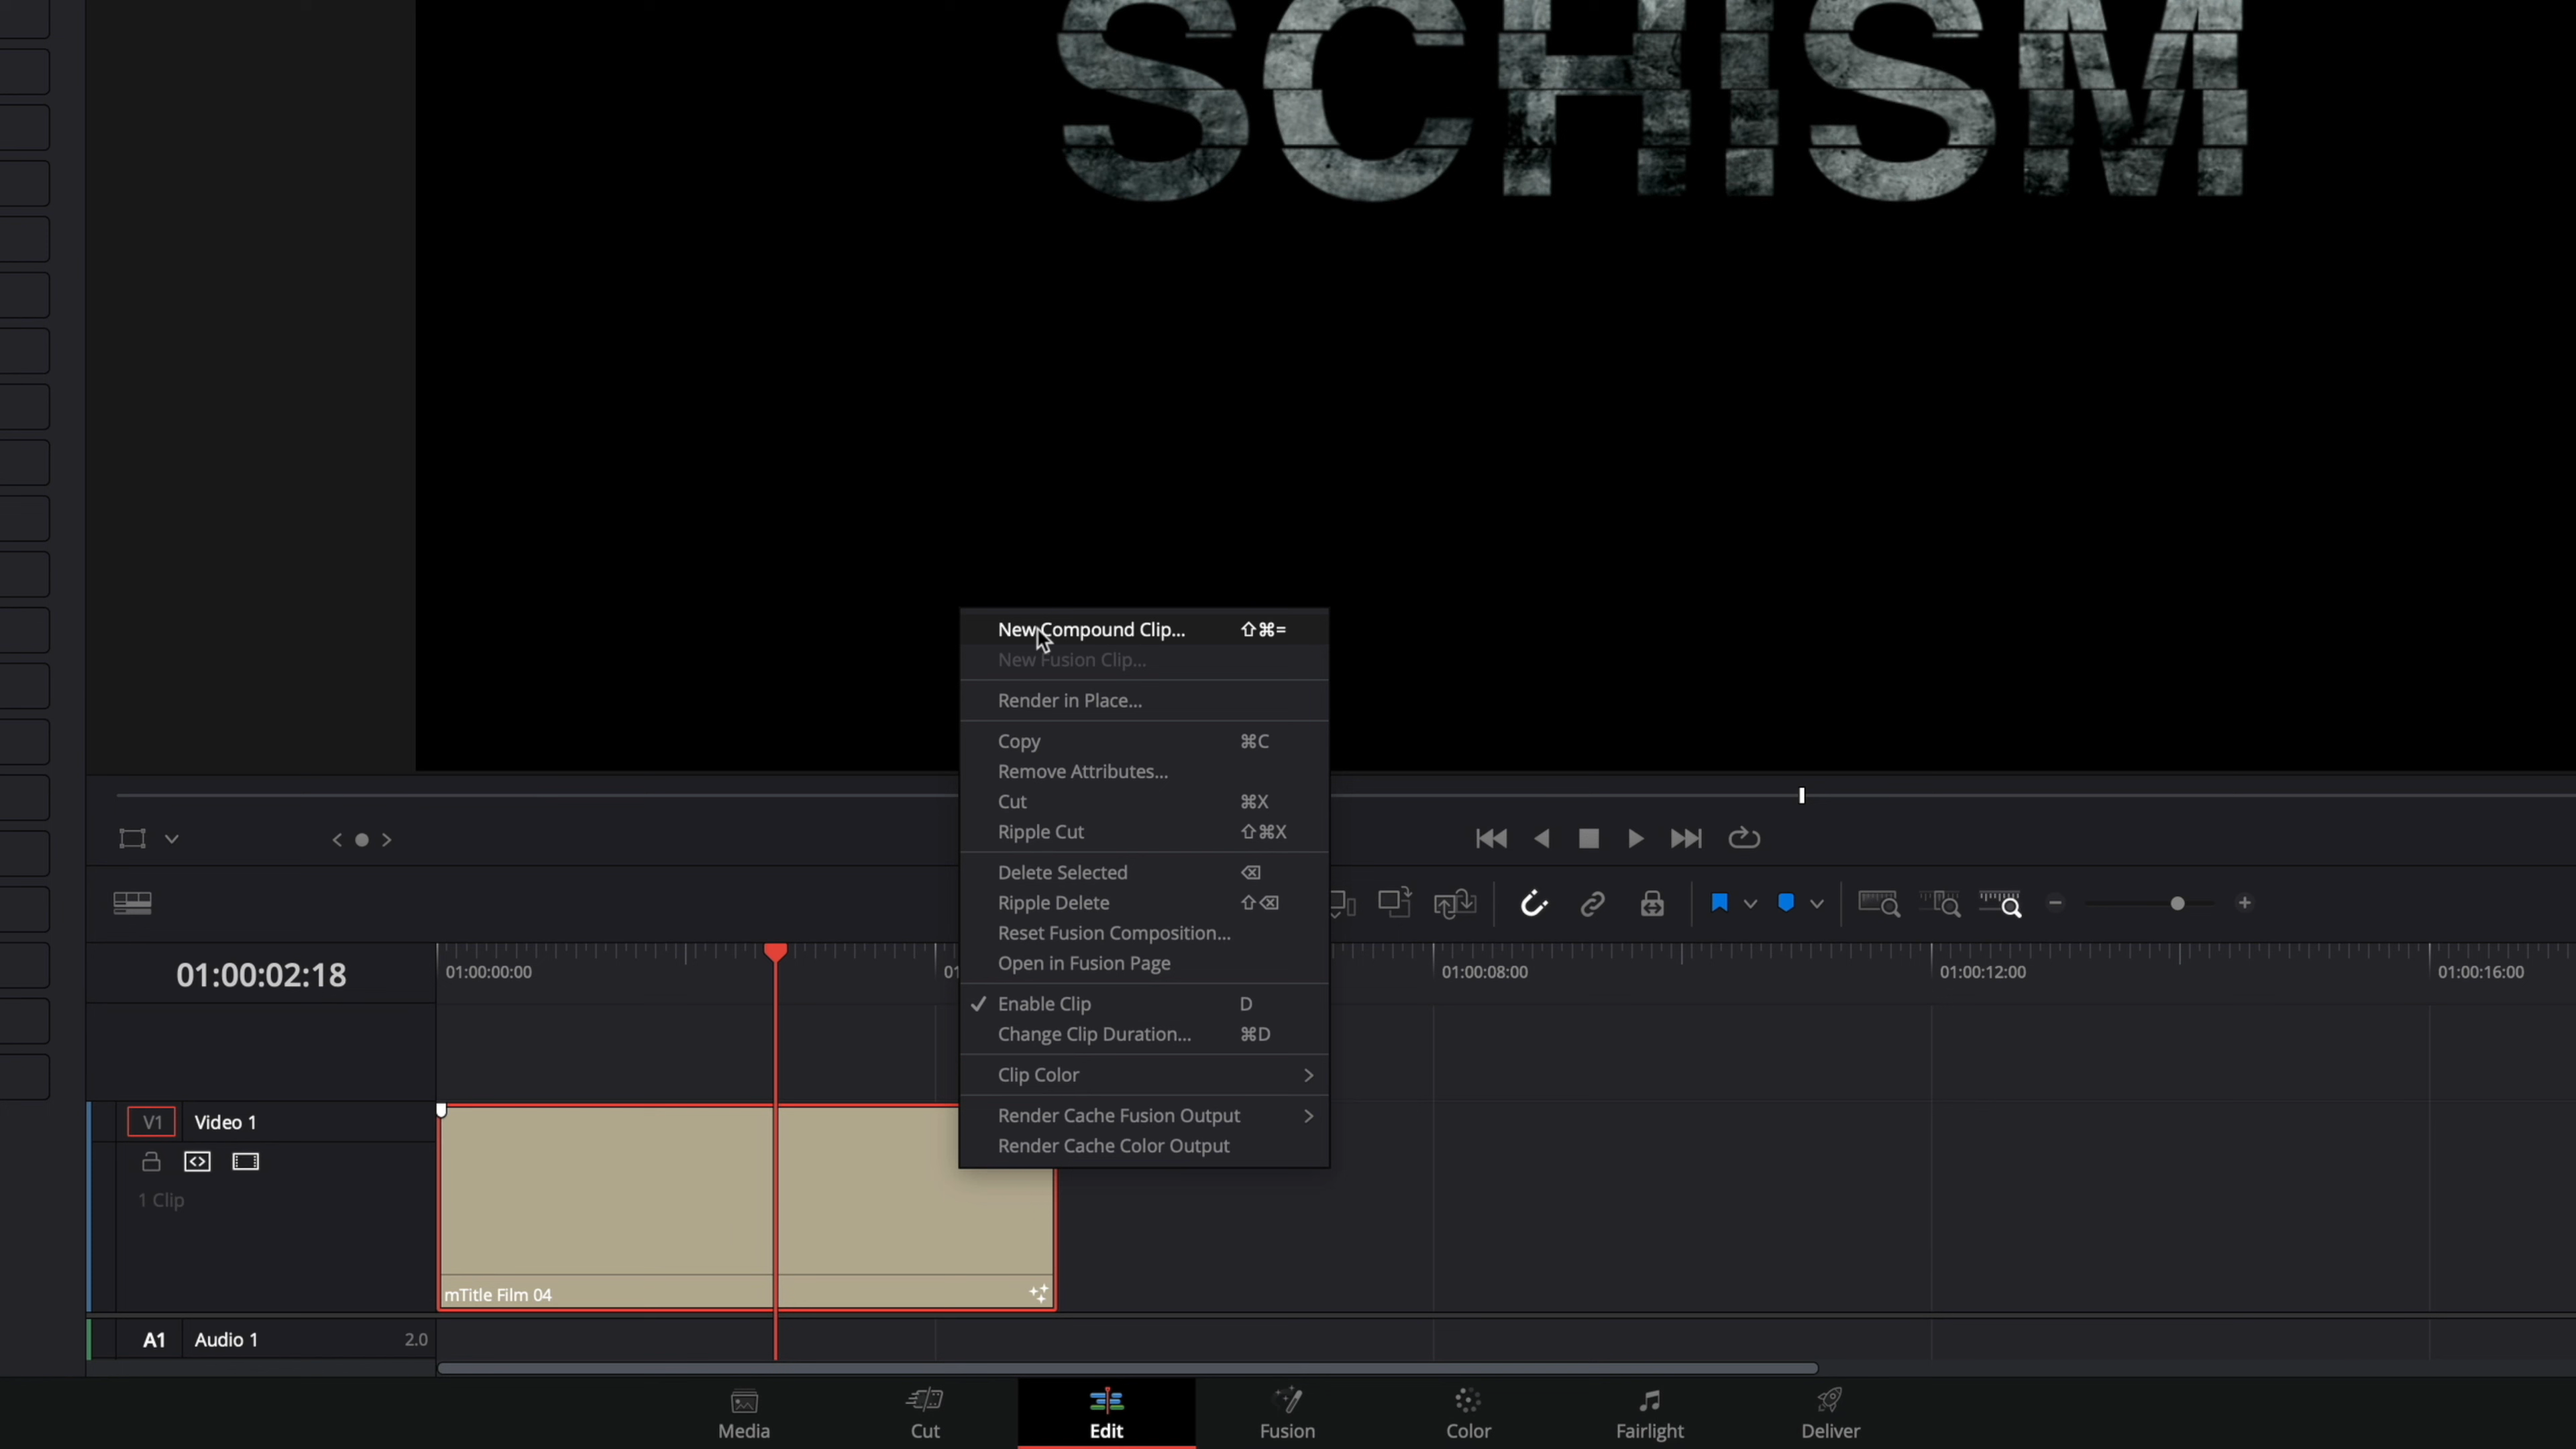 SCHISM
New Compound Clip... ⇧⌘=
New Fusion Clip...
Render in Place...
Copy ⌘C
Remove Attributes...
Cut ⌘X
Ripple Cut ⇧⌘X
Delete Selected ⌫
Ripple Delete ⇧⌫
Reset Fusion Composition...
Open in Fusion Page
Enable Clip D
Change Clip Duration... ⌘D
Clip Color
Render Cache Fusion Output
Render Cache Color Output
01:00:02:18
01:00:00:00 01:00:08:00 01:00:12:00 01:00:16:00
V1 Video 1
1 Clip
mTitle Film 04
A1 Audio 1 2.0
Media Cut Edit Fusion Color Fairlight Deliver